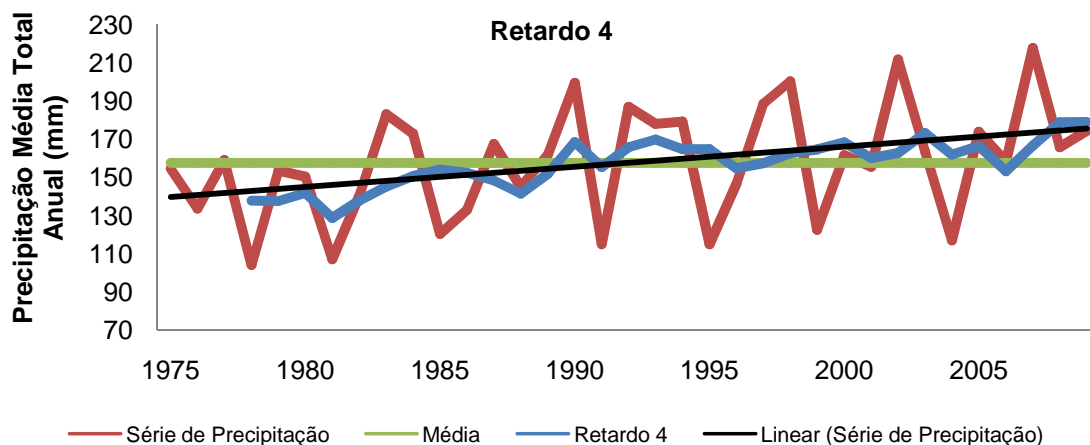 Retardo 4
Precipitação Média Total
Anual (mm)
230
210
190
170
150
130
110
90
70
1975 1980 1985 1990 1995 2000 2005
Série de Precipitação Média Retardo 4 Linear (Série de Precipitação)